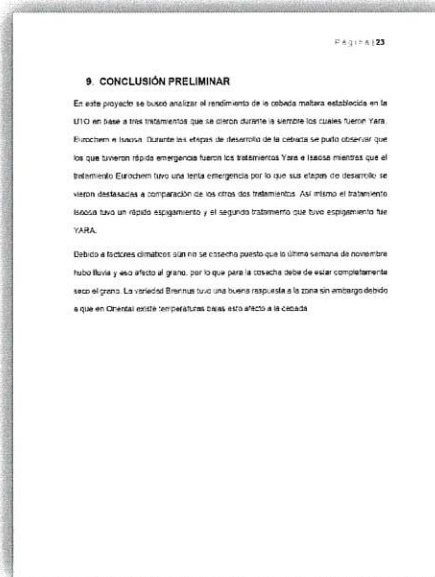 Página | 23
9. CONCLUSIÓN PRELIMINAR
En este proyecto se buscó analizar el rendimiento de la cebada maltera establecida en la
UTO en base a tres tratamientos que se dieron durante la siembre los cuales fueron Yara,
Eurochem e Isaosa. Durante las etapas de desarrollo de la cebada se pudo observar que
los que tuvieron rápida emergencia fueron los tratamientos Yara e Isaosa mientras que el
tratamiento Eurochem tuvo una lenta emergencia por lo que sus etapas de desarrollo se
vieron desfasadas a comparación de los otros dos tratamientos. Así mismo el tratamiento
Isaosa tuvo un rápido espigamiento y el segundo tratamiento que tuvo espigamiento fue
YARA.
Debido a factores climáticos aún no se cosecha puesto que la última semana de noviembre
hubo lluvia y eso afecto al grano, por lo que para la cosecha debe de estar completamente
seco el grano. La variedad Brennus tuvo una buena respuesta a la zona sin embargo debido
a que en Oriental existe temperaturas bajas esto afecto a la cebada